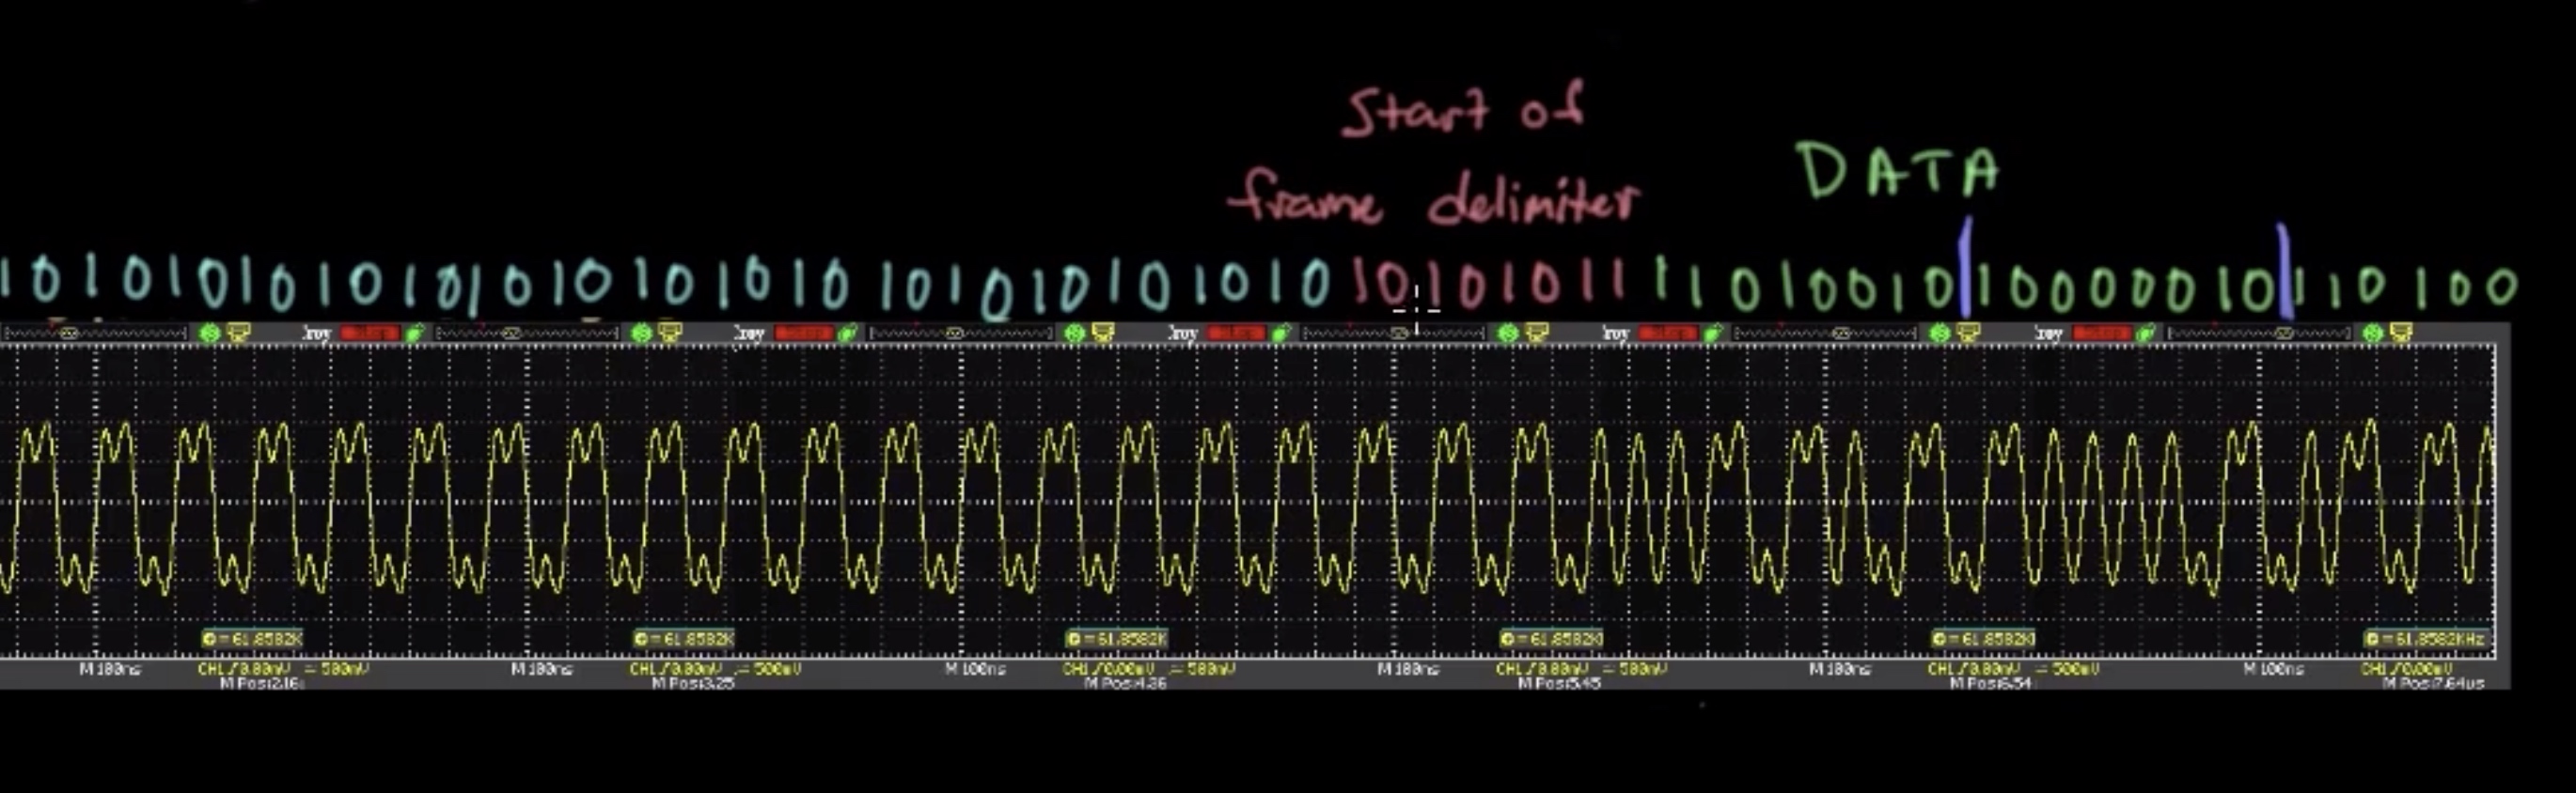 Start of
frame delimiter
DATA
1010101010101010101010101010101010 10101011 11010010 | 10000010 | 110100
=61.8582K =61.8582K =61.8582K =61.8582K =61.8582K =61.8582KHz
M 100ns CH1 /0.00mV = 500mV M 100ns CH1 /0.00mV = 500mV M 100ns CH1 /0.00mV = 500mV M 100ns CH1 /0.00mV = 500mV M 100ns CH1 /0.00mV = 500mV M 100ns CH1 /0.00mV
M Pos:2.16 M Pos:3.25 M Pos:4.36 M Pos:5.45 M Pos:6.54 M Pos:7.64us